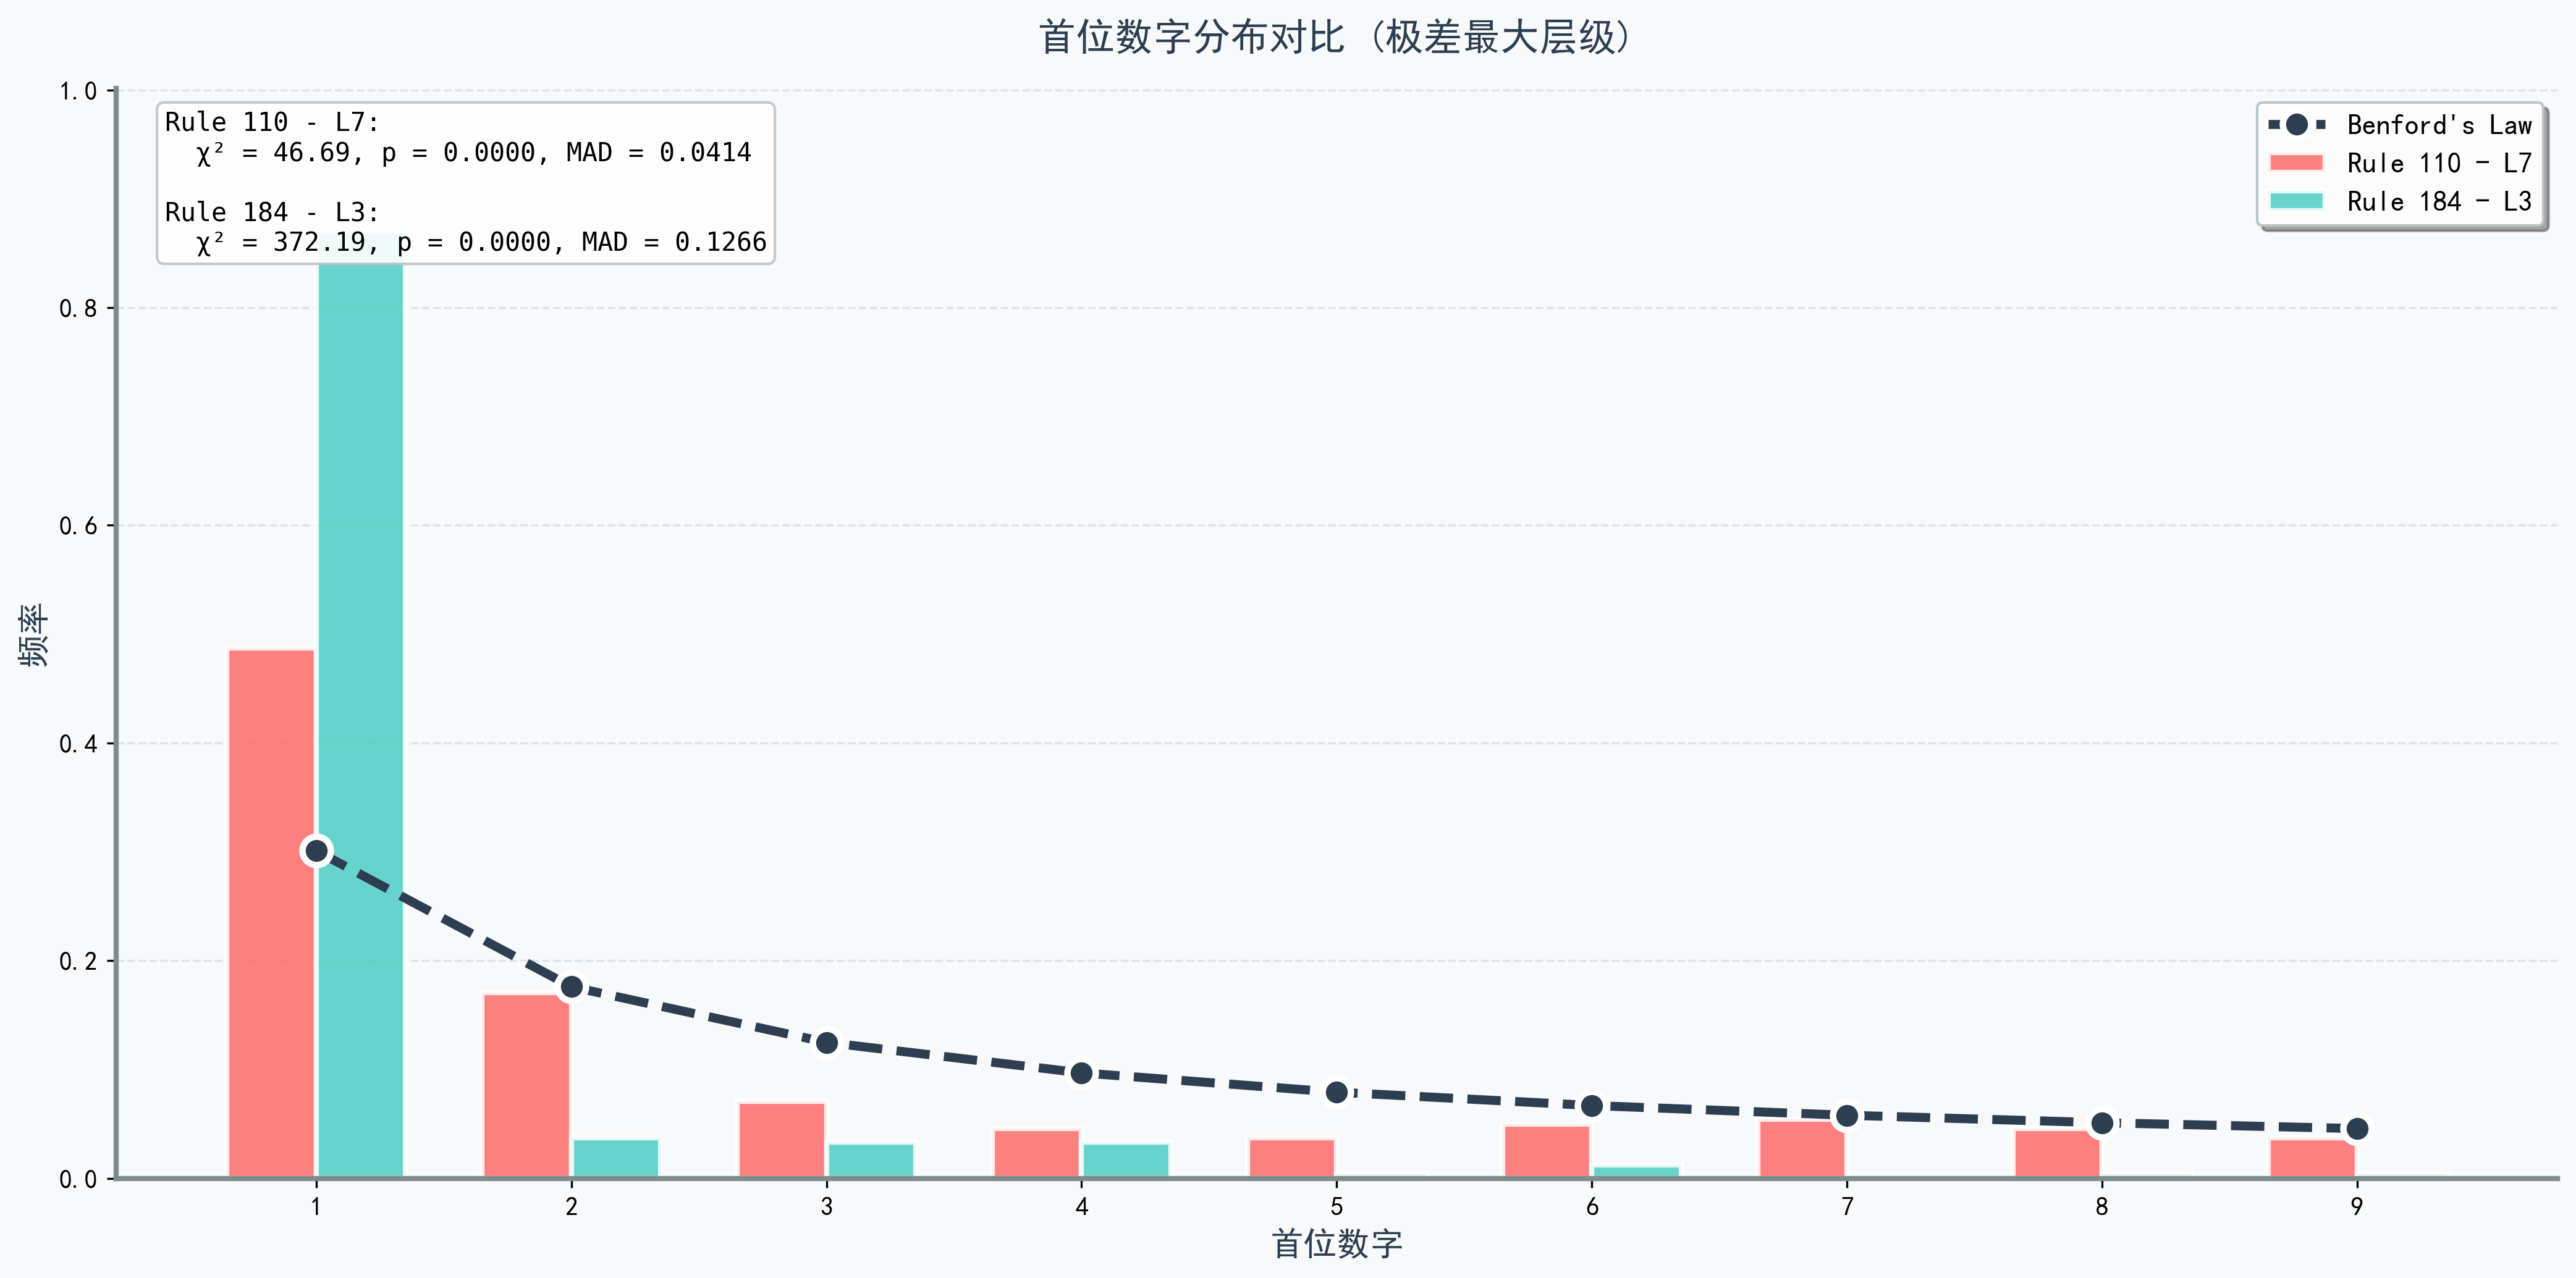 首位数字分布对比 (极差最大层级)
Rule 110 - L7:
χ² = 46.69, p = 0.0000, MAD = 0.0414
Rule 184 - L3:
χ² = 372.19, p = 0.0000, MAD = 0.1266
Benford's Law
Rule 110 - L7
Rule 184 - L3
频率
1.0
0.8
0.6
0.4
0.2
0.0
1 2 3 4 5 6 7 8 9
首位数字